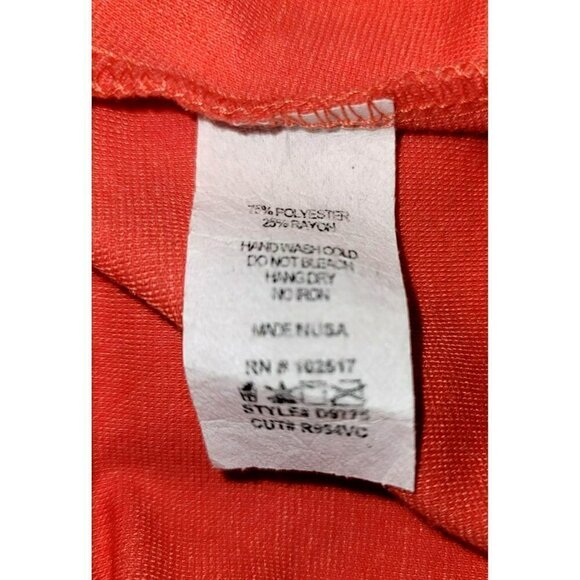 75% POLYESTER
25% RAYON
HAND WASH COLD
DO NOT BLEACH
HANG DRY
NO IRON
MADE IN USA
RN # 102517
STYLE# D9775
CUT# R954VC